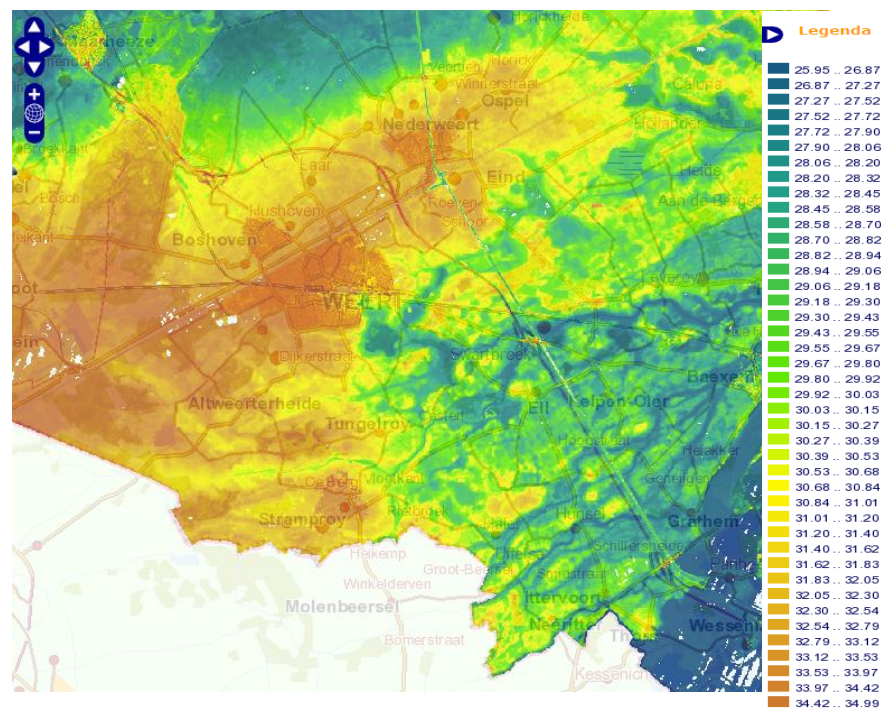 Legenda
25.95 .. 26.87
26.87 .. 27.27
27.27 .. 27.52
27.52 .. 27.72
27.72 .. 27.90
27.90 .. 28.06
28.06 .. 28.20
28.20 .. 28.32
28.32 .. 28.45
28.45 .. 28.58
28.58 .. 28.70
28.70 .. 28.82
28.82 .. 28.94
28.94 .. 29.06
29.06 .. 29.18
29.18 .. 29.30
29.30 .. 29.43
29.43 .. 29.55
29.55 .. 29.67
29.67 .. 29.80
29.80 .. 29.92
29.92 .. 30.03
30.03 .. 30.15
30.15 .. 30.27
30.27 .. 30.39
30.39 .. 30.53
30.53 .. 30.68
30.68 .. 30.84
30.84 .. 31.01
31.01 .. 31.20
31.20 .. 31.40
31.40 .. 31.62
31.62 .. 31.83
31.83 .. 32.05
32.05 .. 32.30
32.30 .. 32.54
32.54 .. 32.79
32.79 .. 33.12
33.12 .. 33.53
33.53 .. 33.97
33.97 .. 34.42
34.42 .. 34.99
Winnerstraat
Ospel
Nederweert
Laar
Eind
Hushoven
Boshoven
Heide
Leveroy
WEERT
Dijkerstraat
Swartbroek
Altweerterheide
Ell
Kelpen-Oler
Tungelroy
Hoogstraat
Stramproy
Haler
Hunsel
Grathem
Heikemp
Groot-Beersel
Winkelderven
Molenbeersel
Bomerstraat
Ittervoort
Neeritter
Kessenich